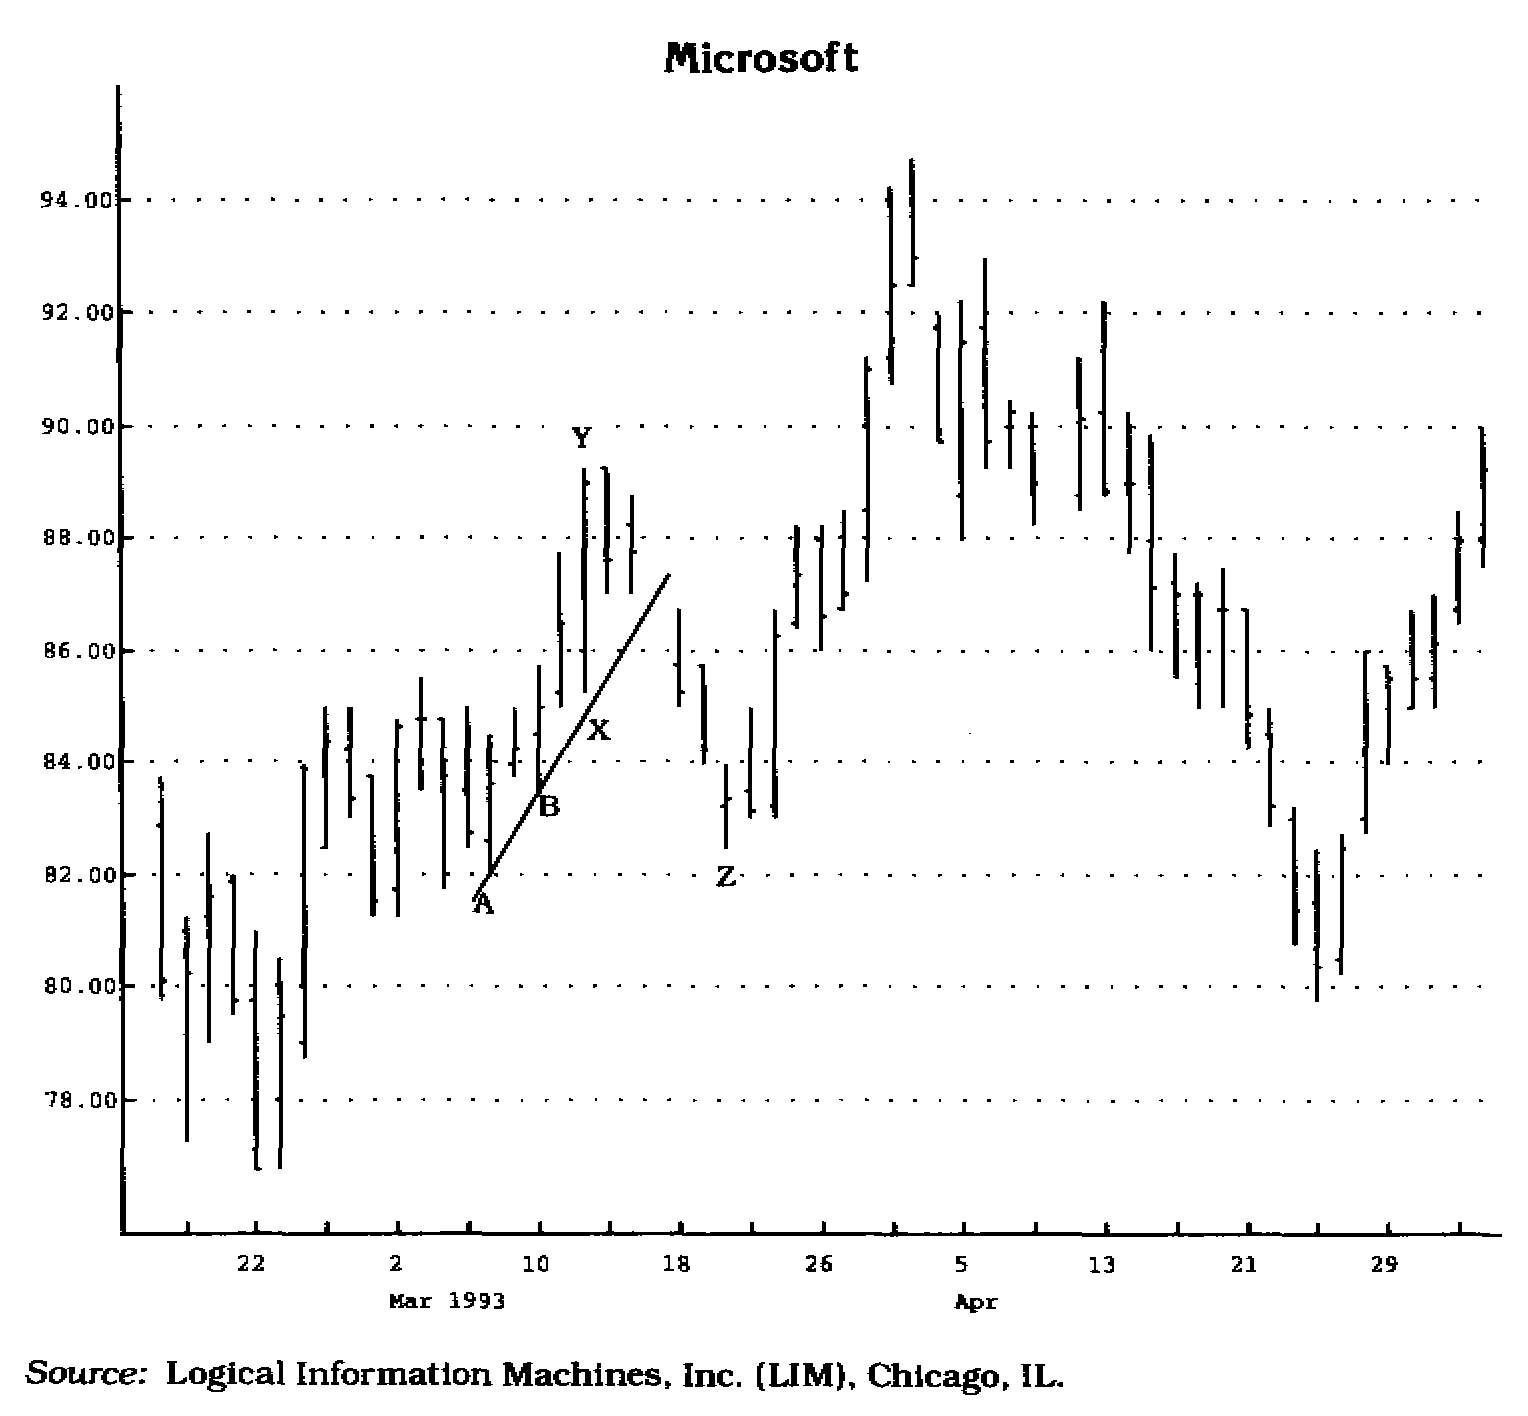 Microsoft
94.00
92.00
90.00
Y
88.00
86.00
X
84.00
B
82.00
Z
A
80.00
78.00
22 2 10 18 26 5 13 21 29
Mar 1993 Apr
Source: Logical Information Machines, Inc. (LIM), Chicago, IL.